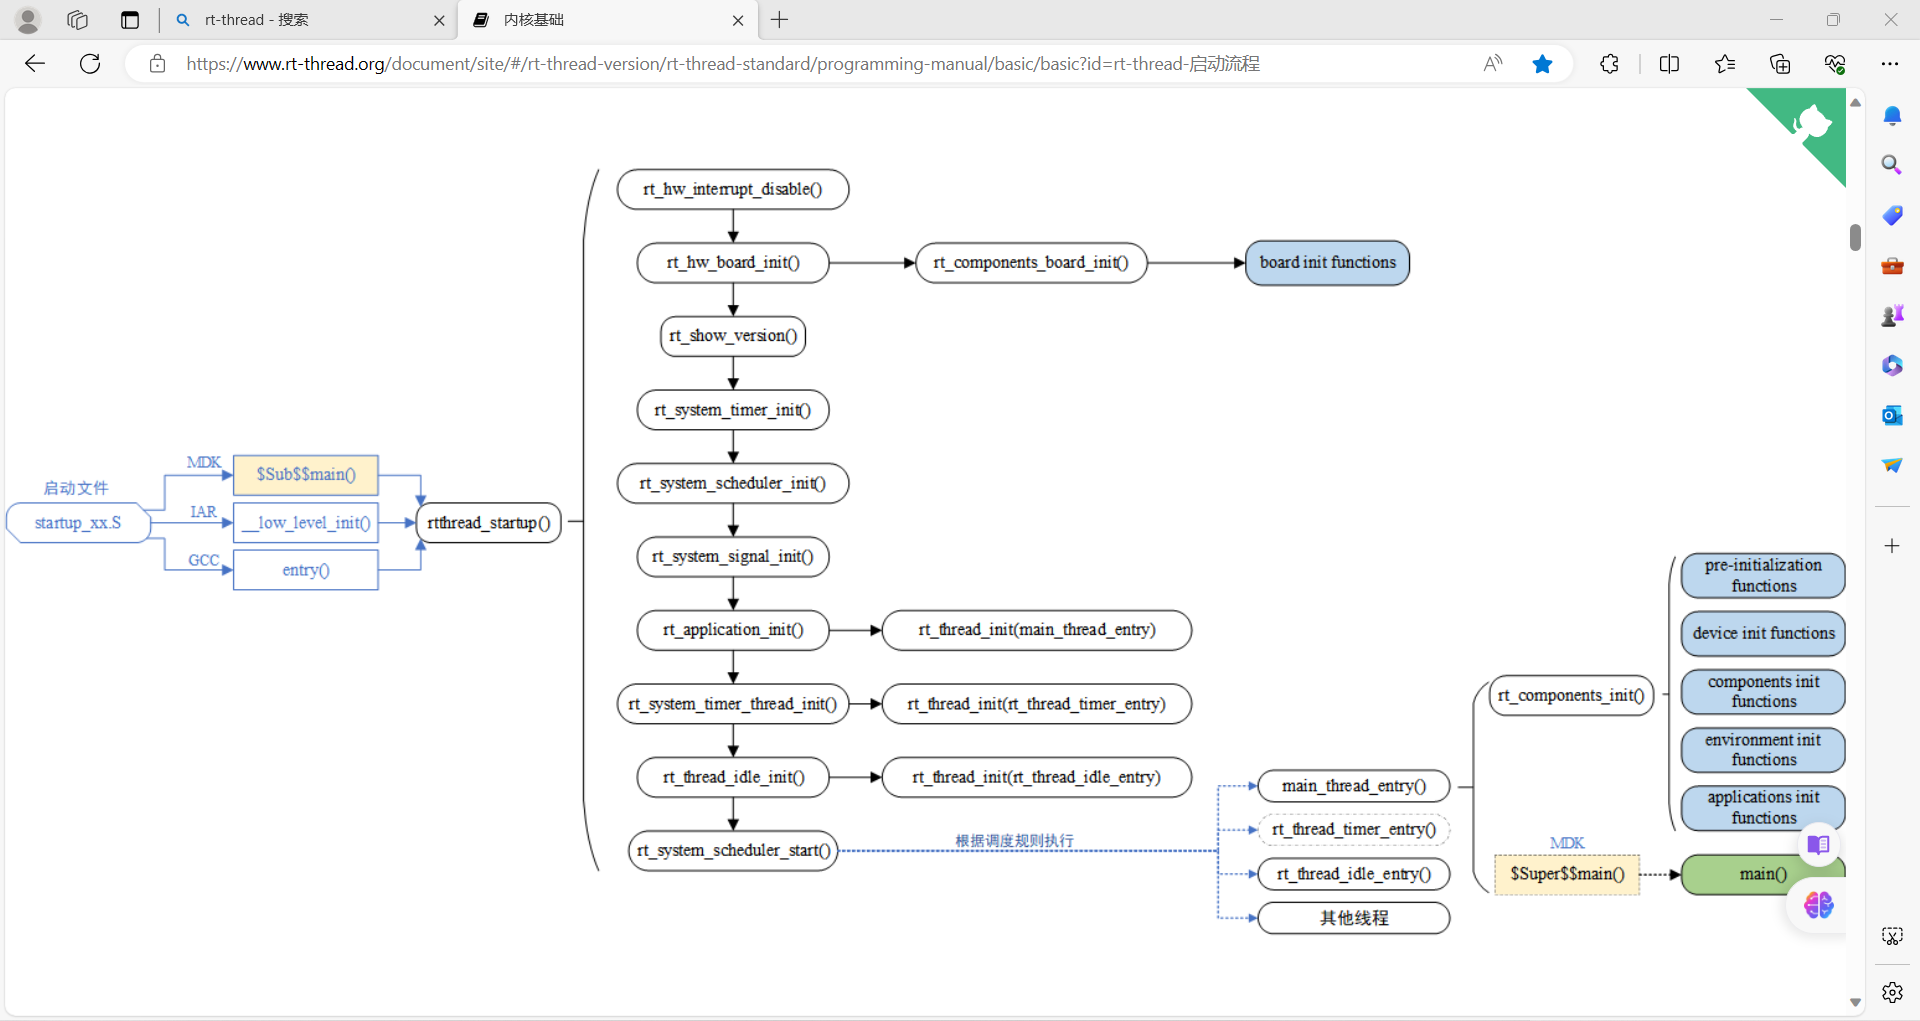 rt-thread - 搜索
内核基础
https://www.rt-thread.org/document/site/#/rt-thread-version/rt-thread-standard/programming-manual/basic/basic?id=rt-thread-启动流程
rt_hw_interrupt_disable()
rt_hw_board_init()
rt_components_board_init()
board init functions
rt_show_version()
rt_system_timer_init()
rt_system_scheduler_init()
rt_system_signal_init()
rt_application_init()
rt_thread_init(main_thread_entry)
rt_system_timer_thread_init()
rt_thread_init(rt_thread_timer_entry)
rt_thread_idle_init()
rt_thread_init(rt_thread_idle_entry)
rt_system_scheduler_start()
根据调度规则执行
启动文件
startup_xx.S
MDK
$Sub$$main()
IAR
__low_level_init()
GCC
entry()
rtthread_startup()
main_thread_entry()
rt_thread_timer_entry()
rt_thread_idle_entry()
其他线程
rt_components_init()
pre-initialization
functions
device init functions
components init
functions
environment init
functions
applications init
functions
MDK
$Super$$main()
main()